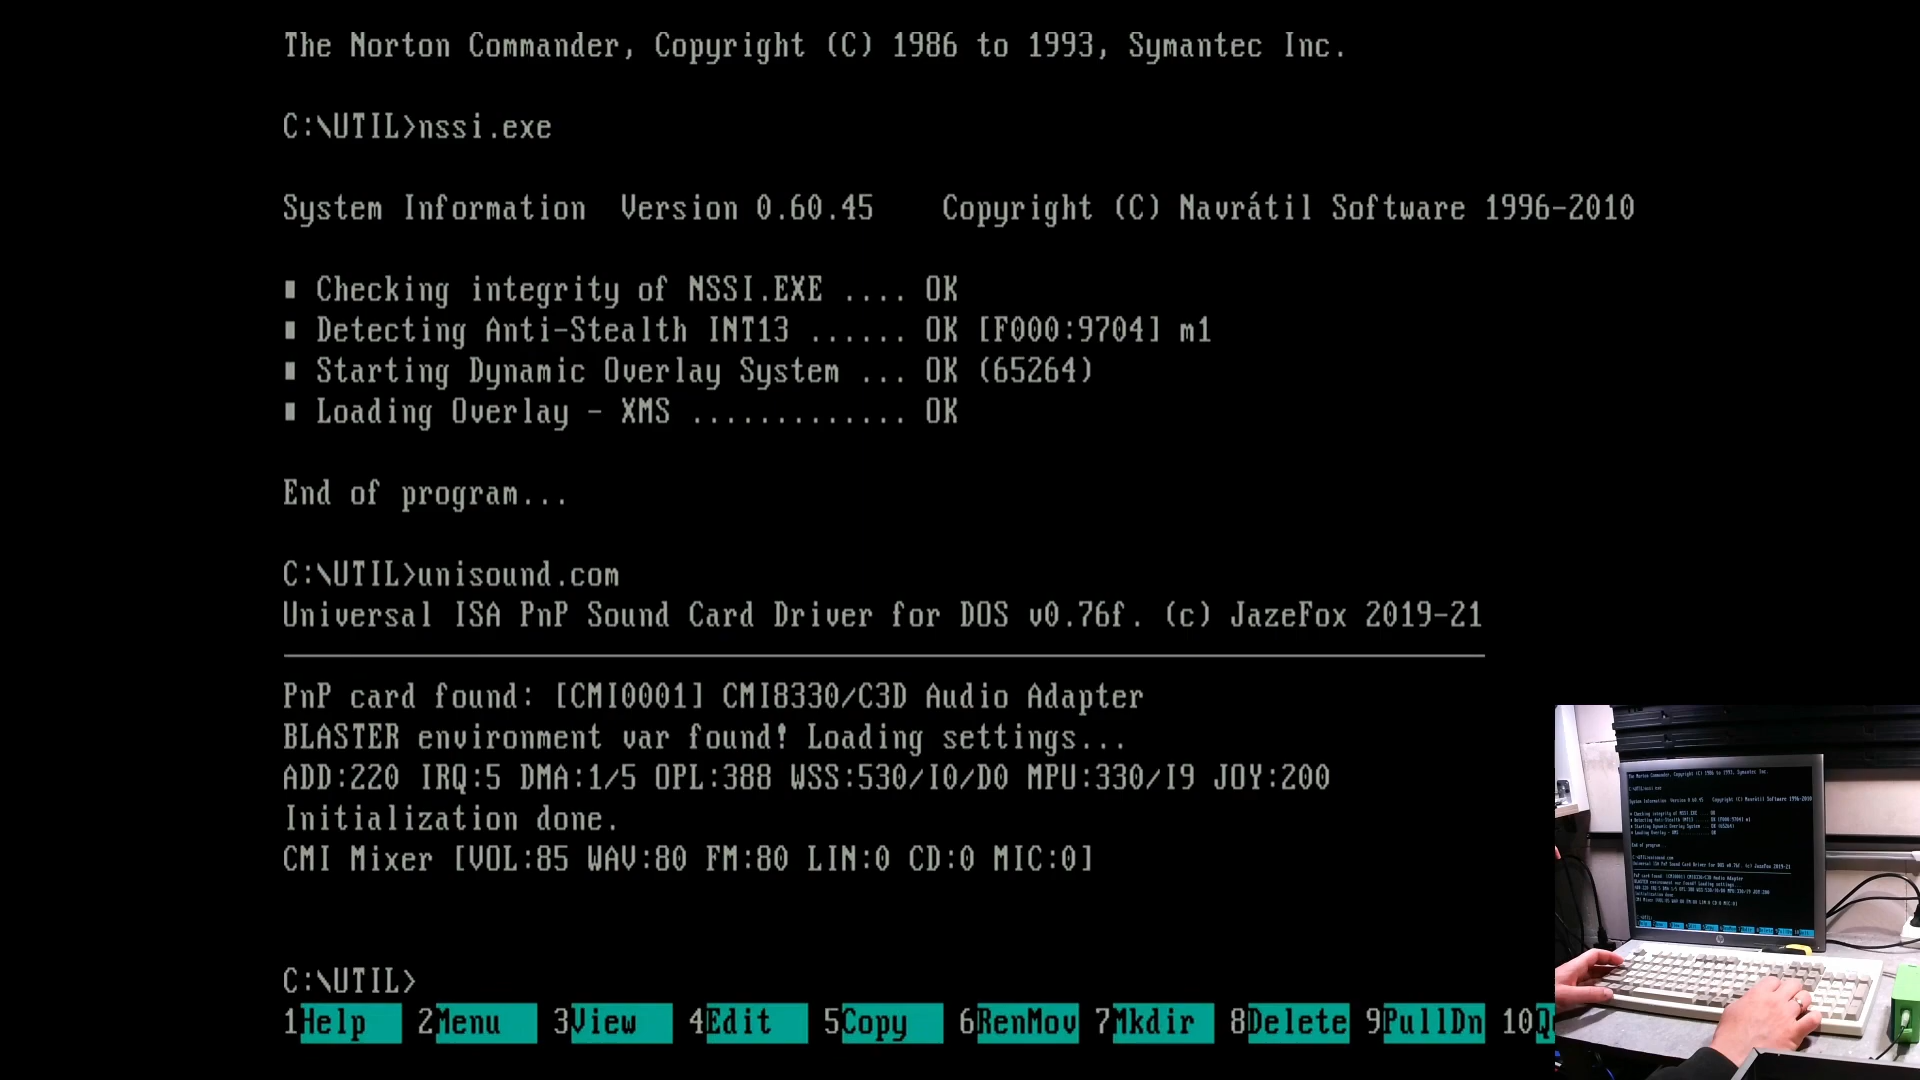 The Norton Commander, Copyright (C) 1986 to 1993, Symantec Inc.
C:\UTIL>nssi.exe
System Information  Version 0.60.45    Copyright (C) Navrátil Software 1996-2010
▮ Checking integrity of NSSI.EXE .... OK
▮ Detecting Anti-Stealth INT13 ...... OK [F000:9704] m1
▮ Starting Dynamic Overlay System ... OK (65264)
▮ Loading Overlay - XMS ............. OK
End of program...
C:\UTIL>unisound.com
Universal ISA PnP Sound Card Driver for DOS v0.76f. (c) JazeFox 2019-21
PnP card found: [CMI0001] CMI8330/C3D Audio Adapter
BLASTER environment var found! Loading settings...
ADD:220 IRQ:5 DMA:1/5 OPL:388 WSS:530/I0/D0 MPU:330/I9 JOY:200
Initialization done.
CMI Mixer [VOL:85 WAV:80 FM:80 LIN:0 CD:0 MIC:0]
C:\UTIL>
1Help 2Menu 3View 4Edit 5Copy 6RenMov 7Mkdir 8Delete 9PullDn 10Q